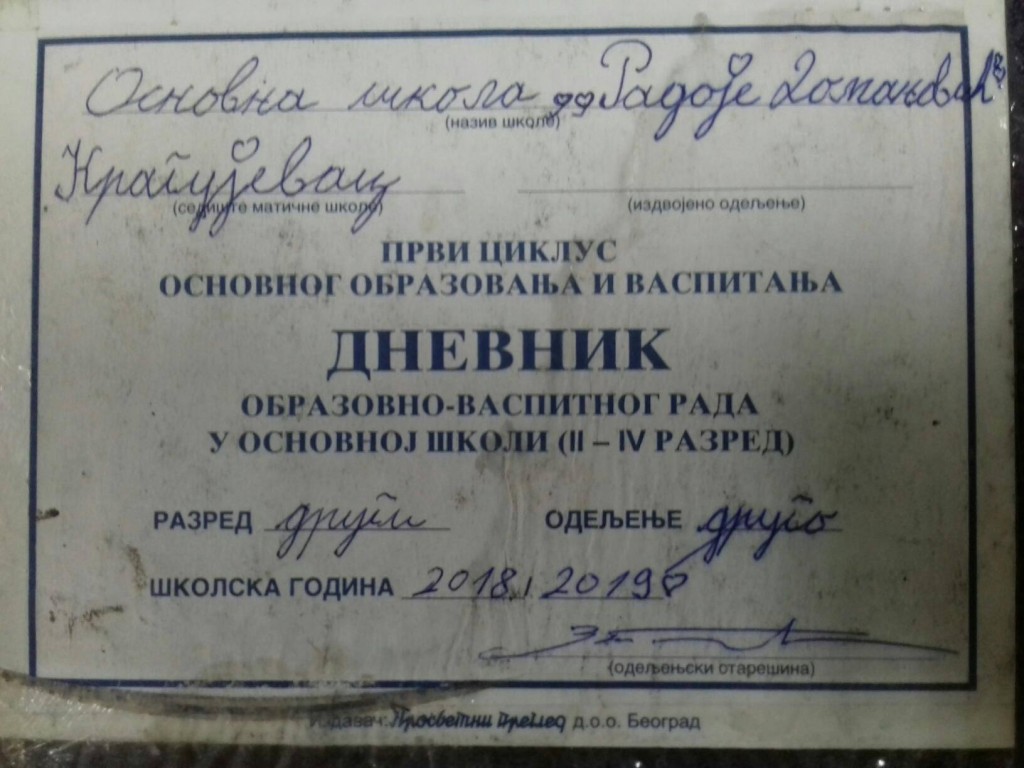 Основна школа ,,Радоје Домановић"
(назив школе)
Крагујевац
(седиште матичне школе) (издвојено одељење)
ПРВИ ЦИКЛУС
ОСНОВНОГ ОБРАЗОВАЊА И ВАСПИТАЊА
ДНЕВНИК
ОБРАЗОВНО-ВАСПИТНОГ РАДА
У ОСНОВНОЈ ШКОЛИ (II – IV РАЗРЕД)
РАЗРЕД други ОДЕЉЕЊЕ друго
ШКОЛСКА ГОДИНА 2018./2019.
(одељењски старешина)
Издавач: Просветни преглед д.о.о. Београд